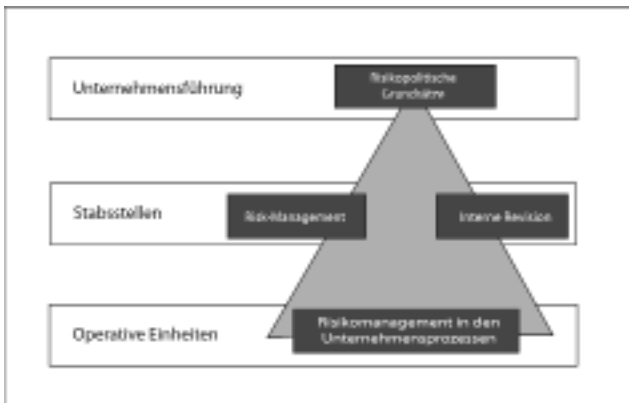 Unternehmensführung
Risikopolitische
Grundsätze
Stabsstellen
Risk-Management
Interne Revision
Operative Einheiten
Risikomanagement in den
Unternehmensprozessen